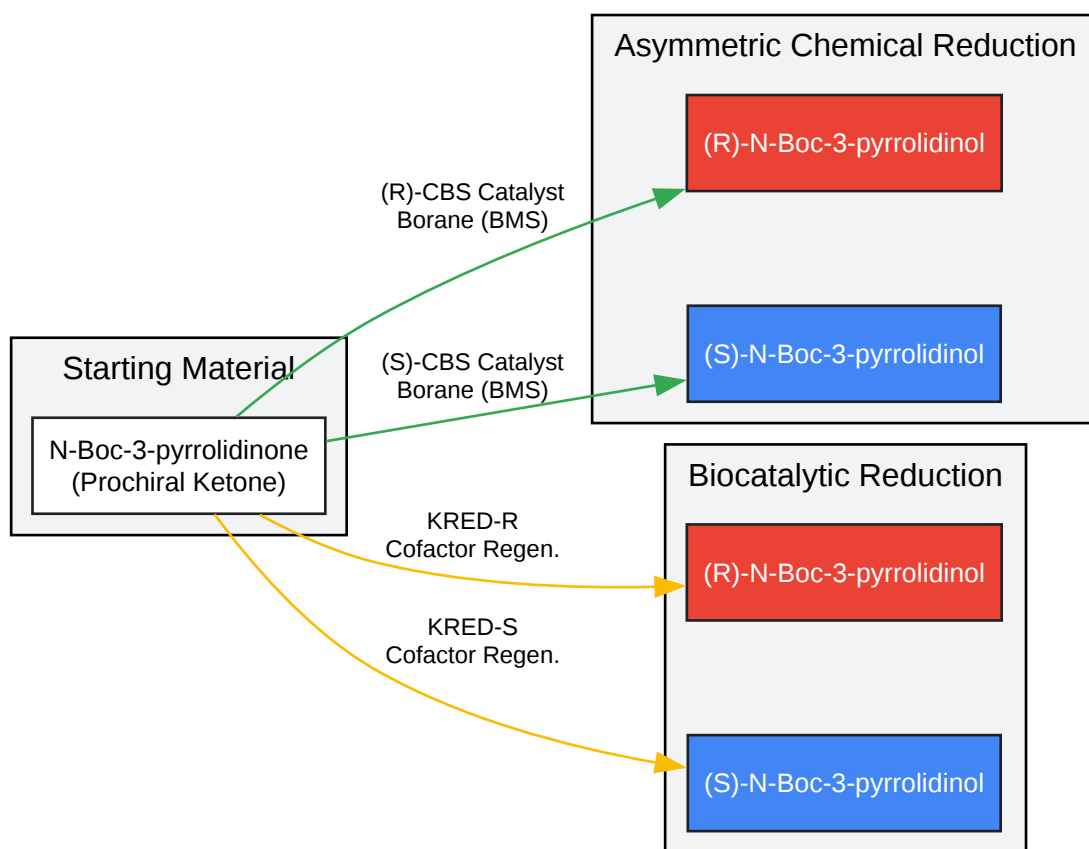 Asymmetric Chemical Reduction
(R)-N-Boc-3-pyrrolidinol
(R)-CBS Catalyst
Borane (BMS)
(S)-N-Boc-3-pyrrolidinol
(S)-CBS Catalyst
Borane (BMS)
Starting Material
N-Boc-3-pyrrolidinone
(Prochiral Ketone)
Biocatalytic Reduction
KRED-R
Cofactor Regen.
(R)-N-Boc-3-pyrrolidinol
KRED-S
Cofactor Regen.
(S)-N-Boc-3-pyrrolidinol